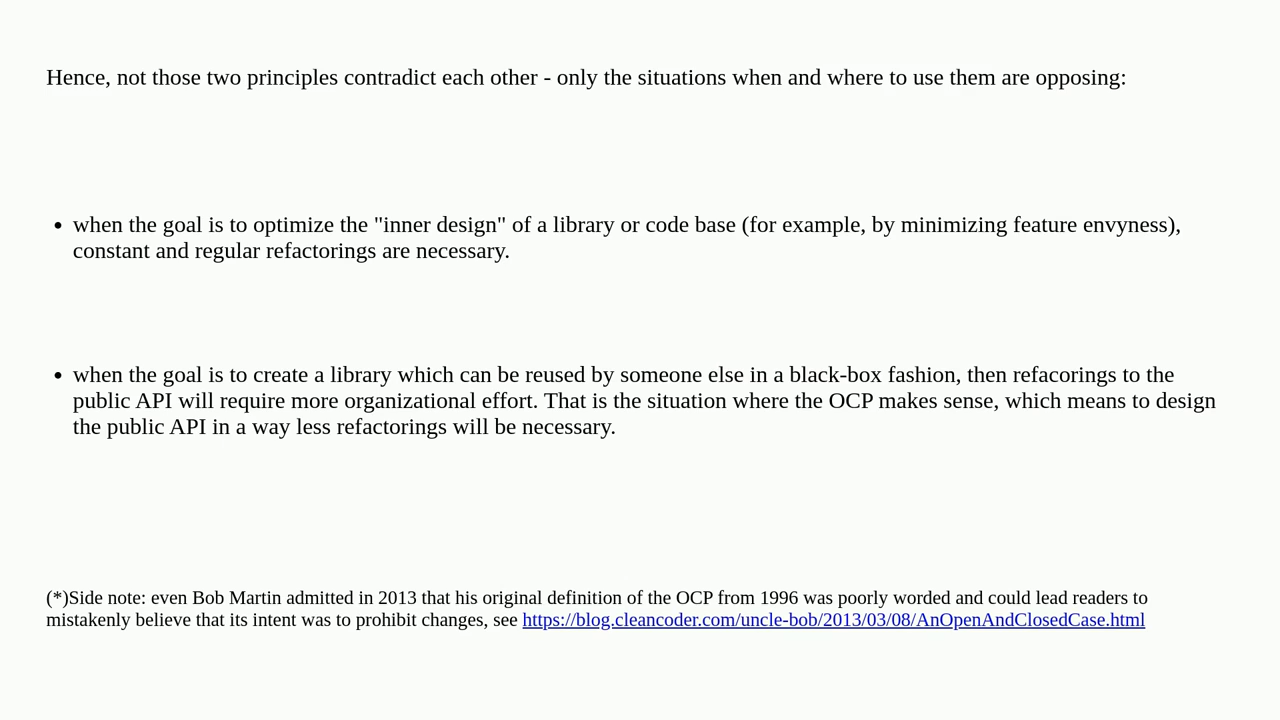 Hence, not those two principles contradict each other - only the situations when and where to use them are opposing:
• when the goal is to optimize the "inner design" of a library or code base (for example, by minimizing feature envyness),
constant and regular refactorings are necessary.
• when the goal is to create a library which can be reused by someone else in a black-box fashion, then refacorings to the
public API will require more organizational effort. That is the situation where the OCP makes sense, which means to design
the public API in a way less refactorings will be necessary.
(*)Side note: even Bob Martin admitted in 2013 that his original definition of the OCP from 1996 was poorly worded and could lead readers to
mistakenly believe that its intent was to prohibit changes, see https://blog.cleancoder.com/uncle-bob/2013/03/08/AnOpenAndClosedCase.html